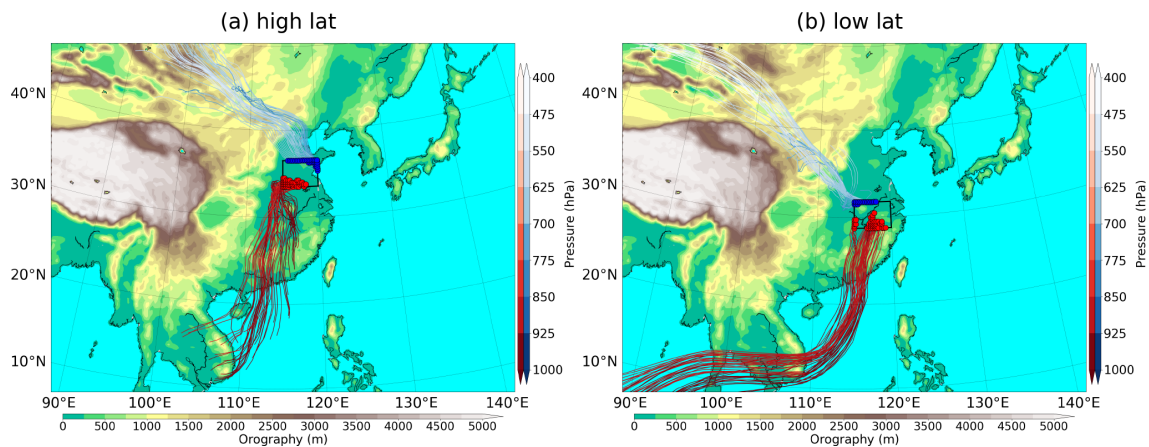 (a) high lat
(b) low lat
40°N
30°N
20°N
10°N
90°E
100°E
110°E
120°E
130°E
140°E
400
475
550
625
700
775
850
925
1000
Pressure (hPa)
0
500
1000
1500
2000
2500
3000
3500
4000
4500
5000
Orography (m)
40°N
30°N
20°N
10°N
90°E
100°E
110°E
120°E
130°E
140°E
400
475
550
625
700
775
850
925
1000
Pressure (hPa)
0
500
1000
1500
2000
2500
3000
3500
4000
4500
5000
Orography (m)